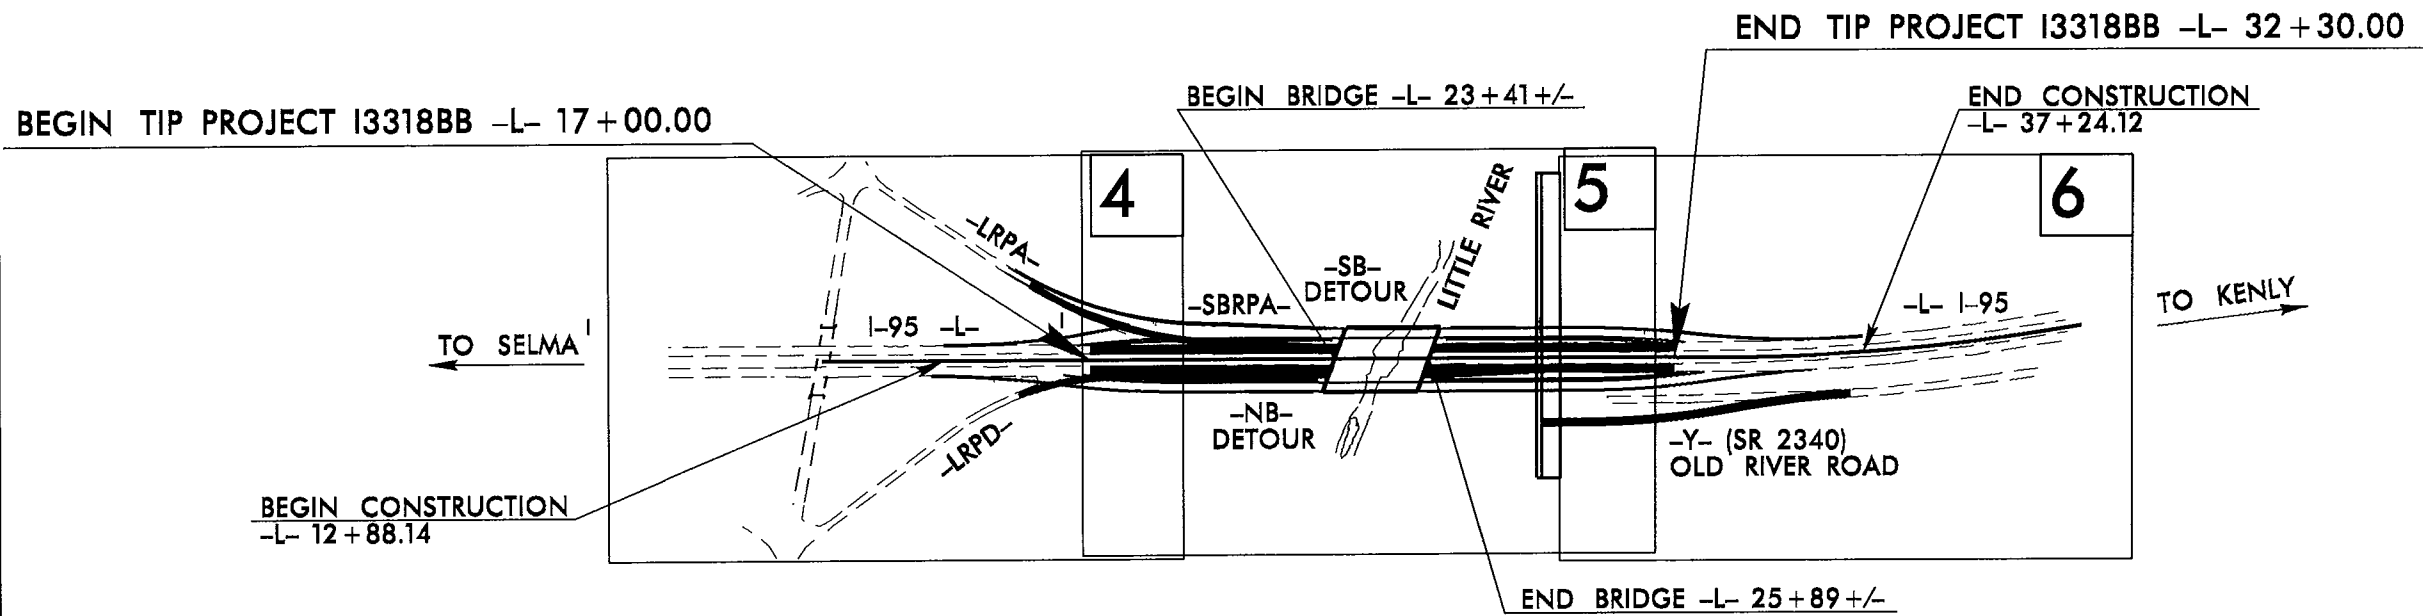 END TIP PROJECT I3318BB -L- 32+30.00
BEGIN BRIDGE -L- 23+41+/-
END CONSTRUCTION
-L- 37+24.12
BEGIN TIP PROJECT I3318BB -L- 17+00.00
4
5
6
LITTLE RIVER
-LRPA-
-SB-
DETOUR
-SBRPA-
I-95 -L-
-L- I-95
TO KENLY
TO SELMA
-NB-
DETOUR
-LRPD-
-Y- (SR 2340)
OLD RIVER ROAD
BEGIN CONSTRUCTION
-L- 12+88.14
END BRIDGE -L- 25+89+/-